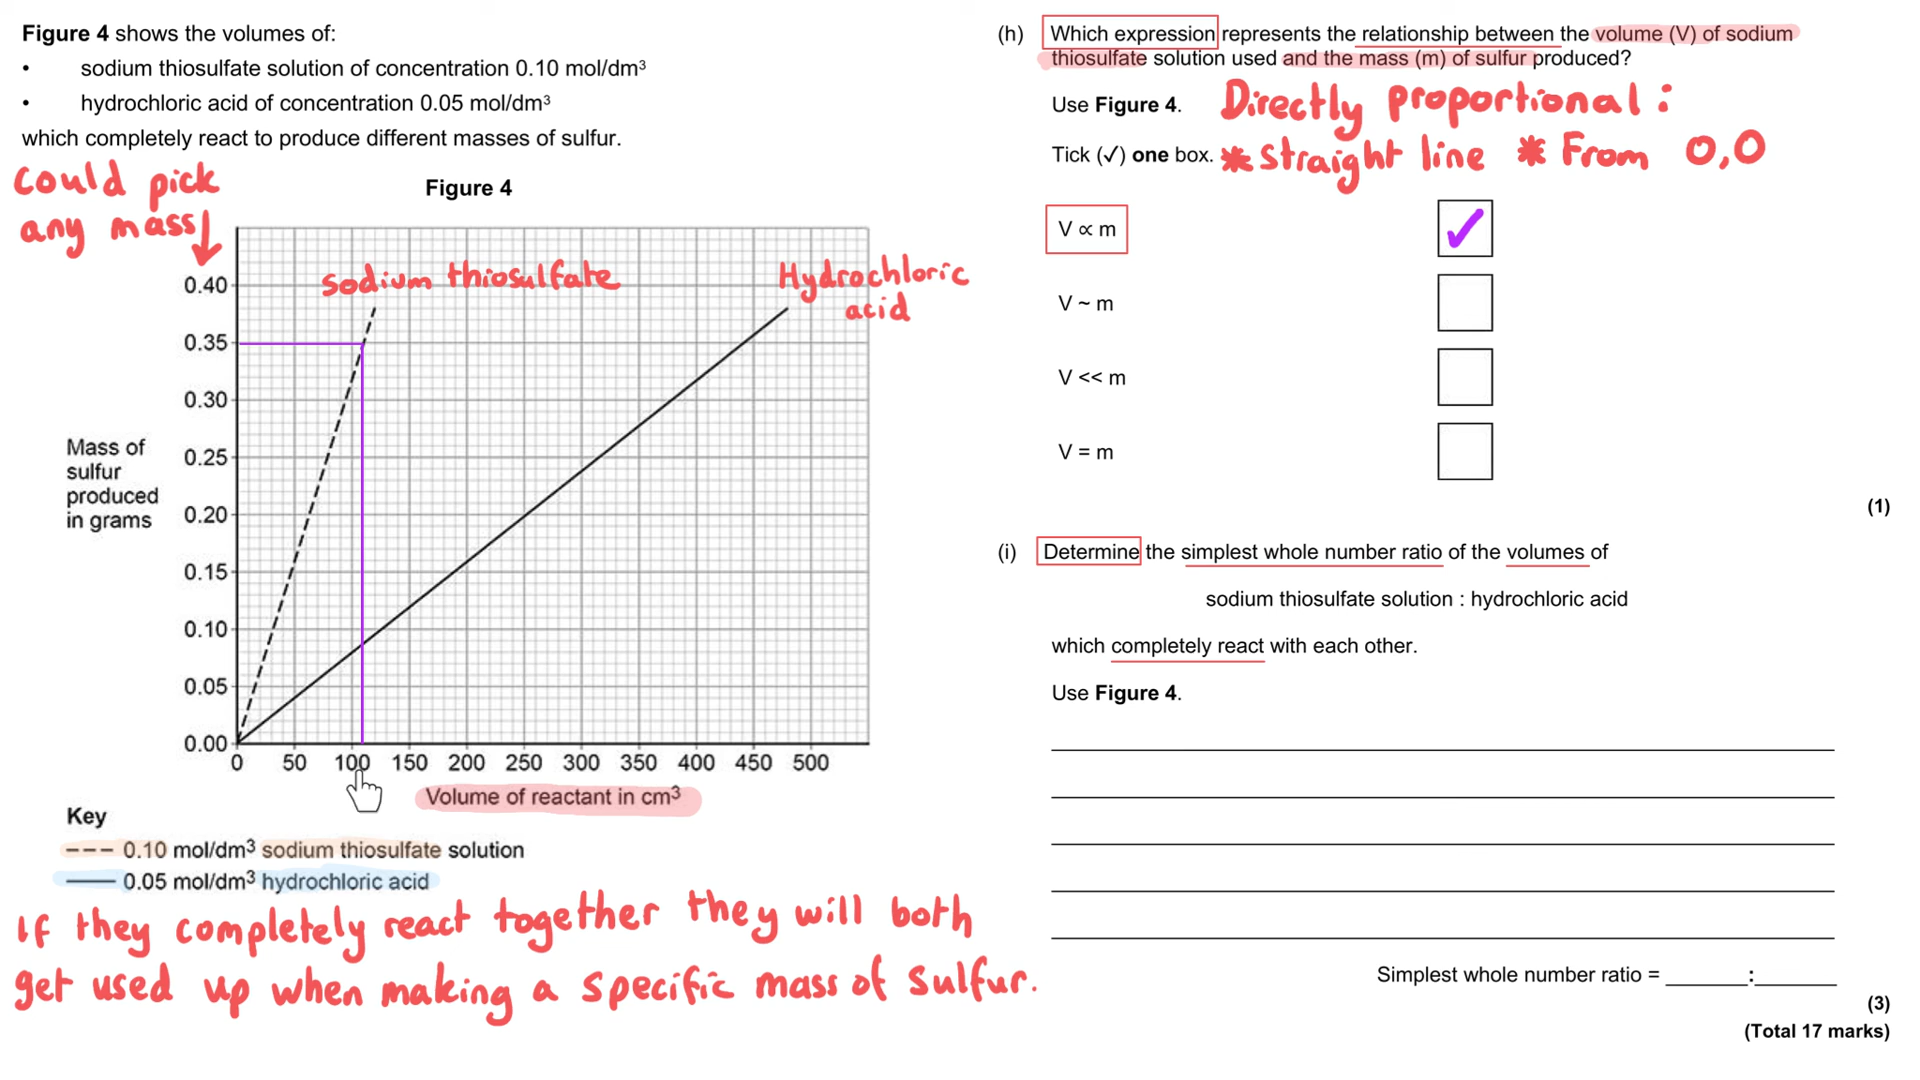 Figure 4 shows the volumes of:
• sodium thiosulfate solution of concentration 0.10 mol/dm³
• hydrochloric acid of concentration 0.05 mol/dm³
which completely react to produce different masses of sulfur.
Could pick
any mass
Figure 4
Sodium thiosulfate
Hydrochloric
acid
0.40
0.35
0.30
0.25
0.20
0.15
0.10
0.05
0.00
Mass of
sulfur
produced
in grams
0 50 100 150 200 250 300 350 400 450 500
Volume of reactant in cm³
Key
--- 0.10 mol/dm³ sodium thiosulfate solution
— 0.05 mol/dm³ hydrochloric acid
If they completely react together they will both
get used up when making a specific mass of sulfur.
(h) Which expression represents the relationship between the volume (V) of sodium
thiosulfate solution used and the mass (m) of sulfur produced?
Use Figure 4.
Directly proportional:
Tick (✓) one box.
* Straight line * From 0,0
V ∝ m ✓
V ~ m
V << m
V = m
(1)
(i) Determine the simplest whole number ratio of the volumes of
sodium thiosulfate solution : hydrochloric acid
which completely react with each other.
Use Figure 4.
Simplest whole number ratio = ______:______
(3)
(Total 17 marks)